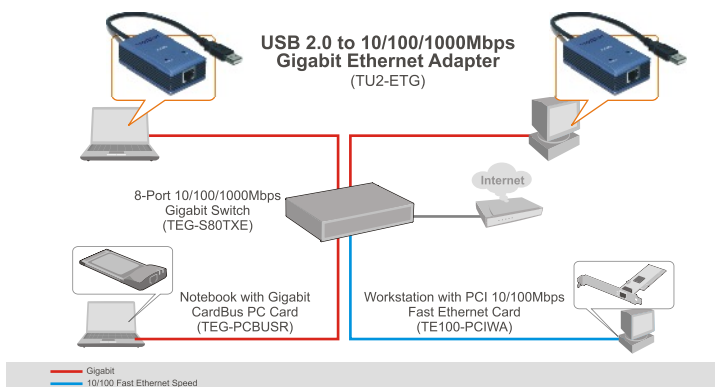 USB 2.0 to 10/100/1000Mbps
Gigabit Ethernet Adapter
(TU2-ETG)
8-Port 10/100/1000Mbps
Gigabit Switch
(TEG-S80TXE)
Internet
Notebook with Gigabit
CardBus PC Card
(TEG-PCBUSR)
Workstation with PCI 10/100Mbps
Fast Ethernet Card
(TE100-PCIWA)
Gigabit
10/100 Fast Ethernet Speed